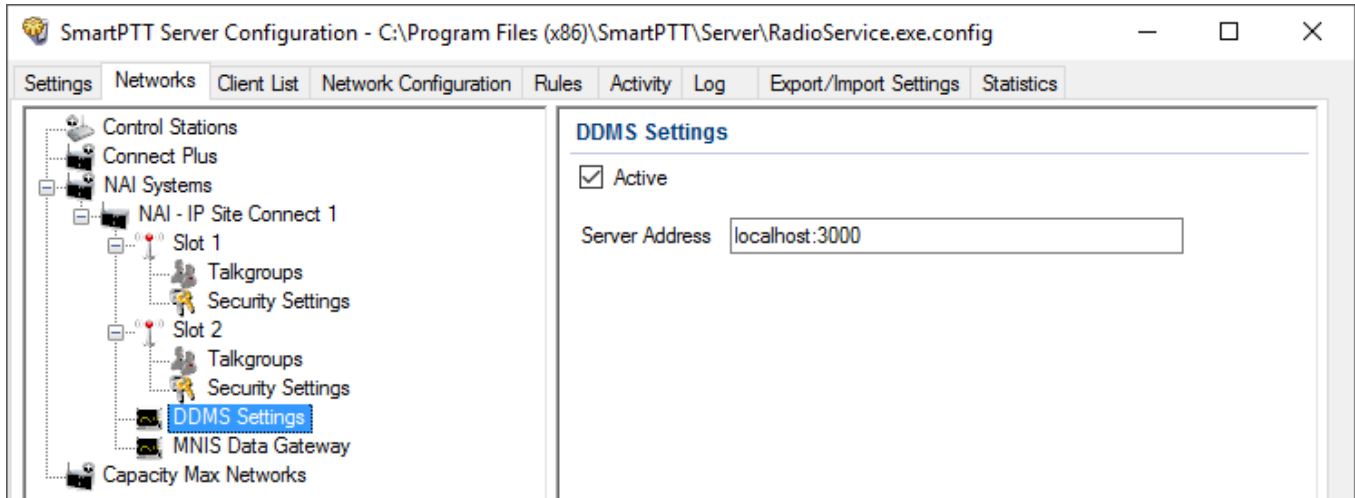 SmartPTT Server Configuration - C:\Program Files (x86)\SmartPTT\Server\RadioService.exe.config
Settings Networks Client List Network Configuration Rules Activity Log Export/Import Settings Statistics
Control Stations
Connect Plus
NAI Systems
NAI - IP Site Connect 1
Slot 1
Talkgroups
Security Settings
Slot 2
Talkgroups
Security Settings
DDMS Settings
MNIS Data Gateway
Capacity Max Networks
DDMS Settings
Active
Server Address localhost:3000